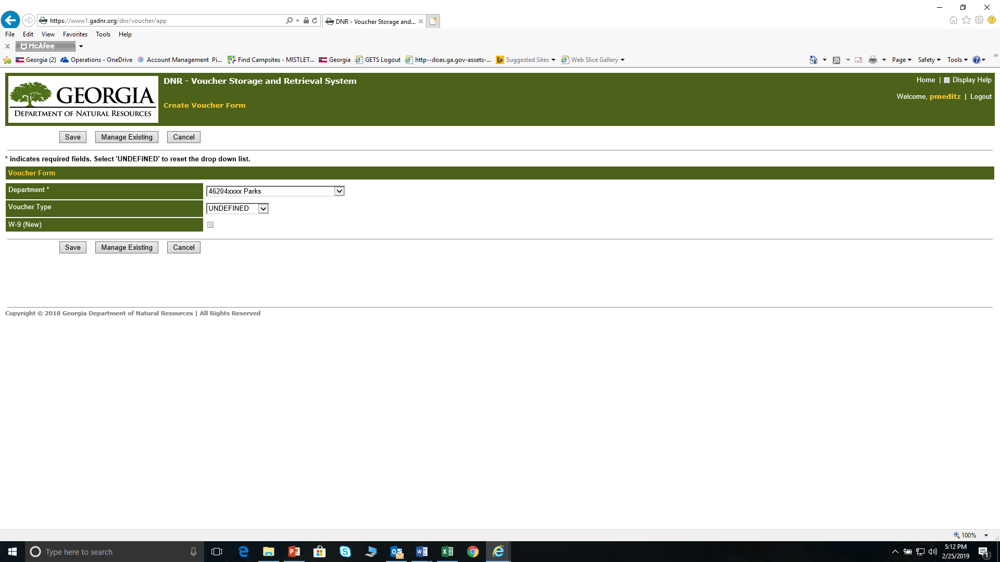 https://www1.gadnr.org/dnr/voucher/app
DNR - Voucher Storage and...
File Edit View Favorites Tools Help
x McAfee
Georgia (2) Operations - OneDrive Account Management Pi... Find Campsites - MISTLET... Georgia GETS Logout http--doas.ga.gov-assets-... Suggested Sites Web Slice Gallery Page Safety Tools »
GEORGIA
DEPARTMENT OF NATURAL RESOURCES
DNR - Voucher Storage and Retrieval System
Home | Display Help
Welcome, pmeditz | Logout
Create Voucher Form
Save Manage Existing Cancel
* indicates required fields. Select 'UNDEFINED' to reset the drop down list.
Voucher Form
Department * 46204xxxx Parks
Voucher Type UNDEFINED
W-9 (New)
Save Manage Existing Cancel
Copyright © 2018 Georgia Department of Natural Resources | All Rights Reserved
100%
Type here to search
5:12 PM
2/25/2019
1